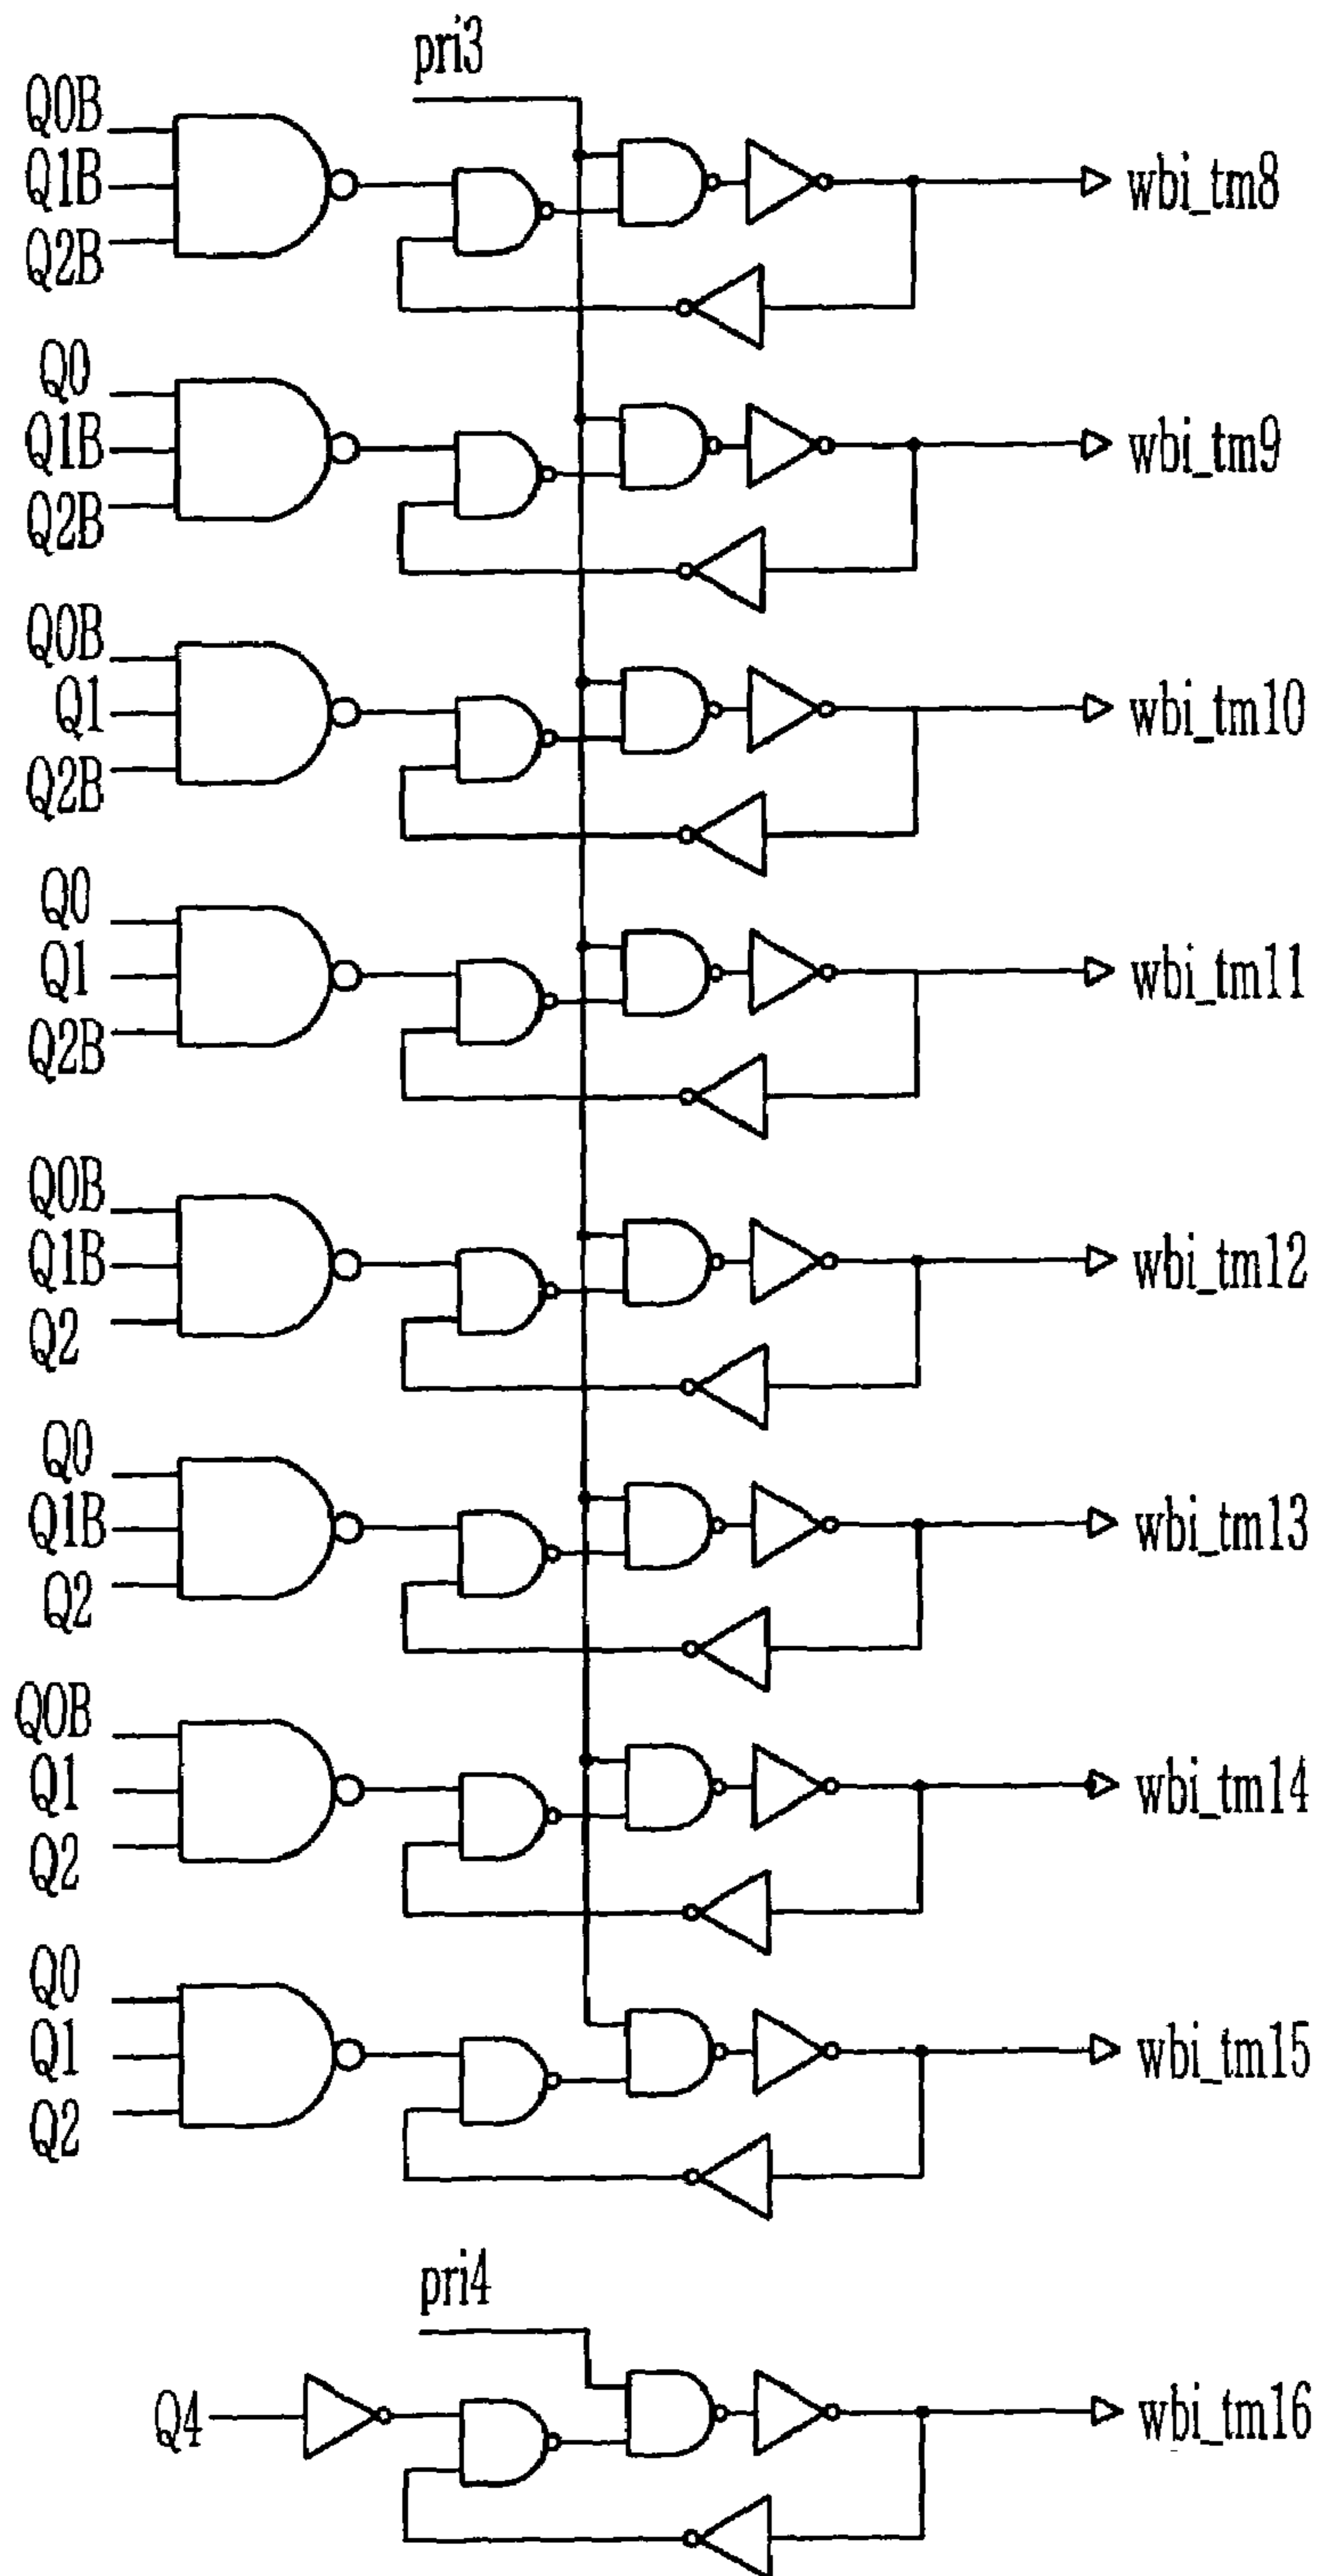 pri3
Q0B
Q1B
Q2B
wbi_tm8
Q0
Q1B
Q2B
wbi_tm9
Q0B
Q1
Q2B
wbi_tm10
Q0
Q1
Q2B
wbi_tm11
Q0B
Q1B
Q2
wbi_tm12
Q0
Q1B
Q2
wbi_tm13
Q0B
Q1
Q2
wbi_tm14
Q0
Q1
Q2
wbi_tm15
pri4
Q4
wbi_tm16